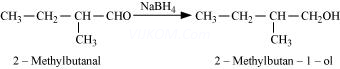 CH₃–CH₂–CH–CHO NaBH₄ CH₃–CH₂–CH–CH₂OH
CH₃ CH₃
2 – Methylbutanal 2 – Methylbutan – 1 – ol